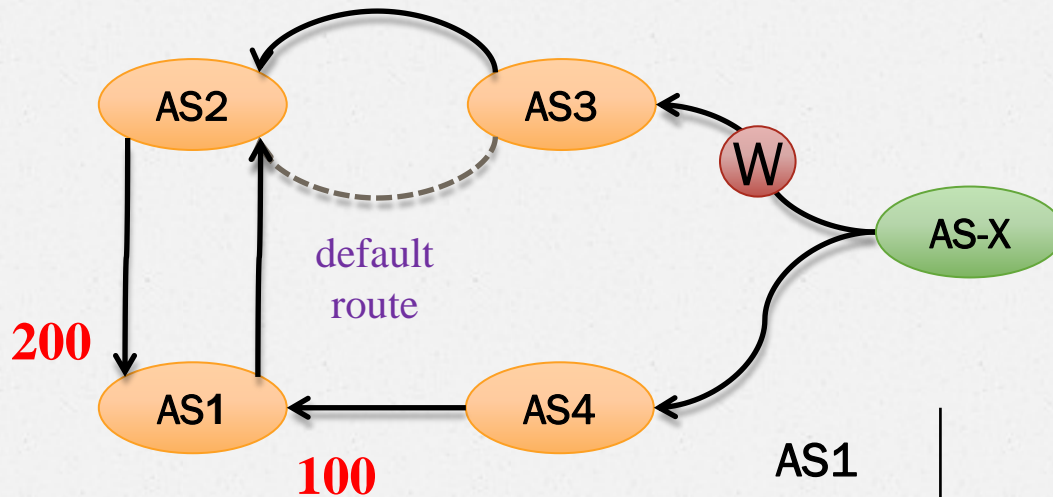 AS2
AS3
W
AS-X
default
route
200
AS1
AS4
100
AS1